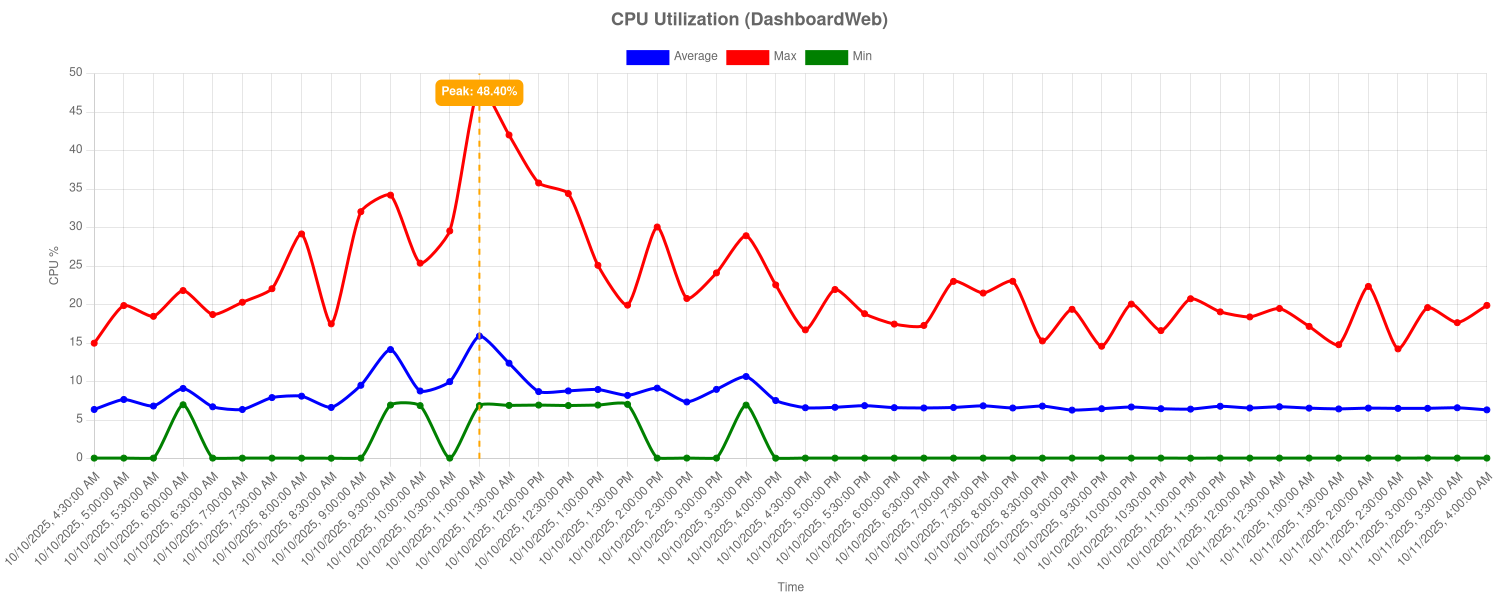 CPU Utilization (DashboardWeb)
Average Max Min
50
Peak: 48.40%
45
40
35
30
25
20
15
10
5
0
CPU %
10/10/2025, 4:30:00 AM
10/10/2025, 5:00:00 AM
10/10/2025, 5:30:00 AM
10/10/2025, 6:00:00 AM
10/10/2025, 6:30:00 AM
10/10/2025, 7:00:00 AM
10/10/2025, 7:30:00 AM
10/10/2025, 8:00:00 AM
10/10/2025, 8:30:00 AM
10/10/2025, 9:00:00 AM
10/10/2025, 9:30:00 AM
10/10/2025, 10:00:00 AM
10/10/2025, 10:30:00 AM
10/10/2025, 11:00:00 AM
10/10/2025, 11:30:00 AM
10/10/2025, 12:00:00 PM
10/10/2025, 12:30:00 PM
10/10/2025, 1:00:00 PM
10/10/2025, 1:30:00 PM
10/10/2025, 2:00:00 PM
10/10/2025, 2:30:00 PM
10/10/2025, 3:00:00 PM
10/10/2025, 3:30:00 PM
10/10/2025, 4:00:00 PM
10/10/2025, 4:30:00 PM
10/10/2025, 5:00:00 PM
10/10/2025, 5:30:00 PM
10/10/2025, 6:00:00 PM
10/10/2025, 6:30:00 PM
10/10/2025, 7:00:00 PM
10/10/2025, 7:30:00 PM
10/10/2025, 8:00:00 PM
10/10/2025, 8:30:00 PM
10/10/2025, 9:00:00 PM
10/10/2025, 9:30:00 PM
10/10/2025, 10:00:00 PM
10/10/2025, 10:30:00 PM
10/10/2025, 11:00:00 PM
10/10/2025, 11:30:00 PM
10/11/2025, 12:00:00 AM
10/11/2025, 12:30:00 AM
10/11/2025, 1:00:00 AM
10/11/2025, 1:30:00 AM
10/11/2025, 2:00:00 AM
10/11/2025, 2:30:00 AM
10/11/2025, 3:00:00 AM
10/11/2025, 3:30:00 AM
10/11/2025, 4:00:00 AM
Time